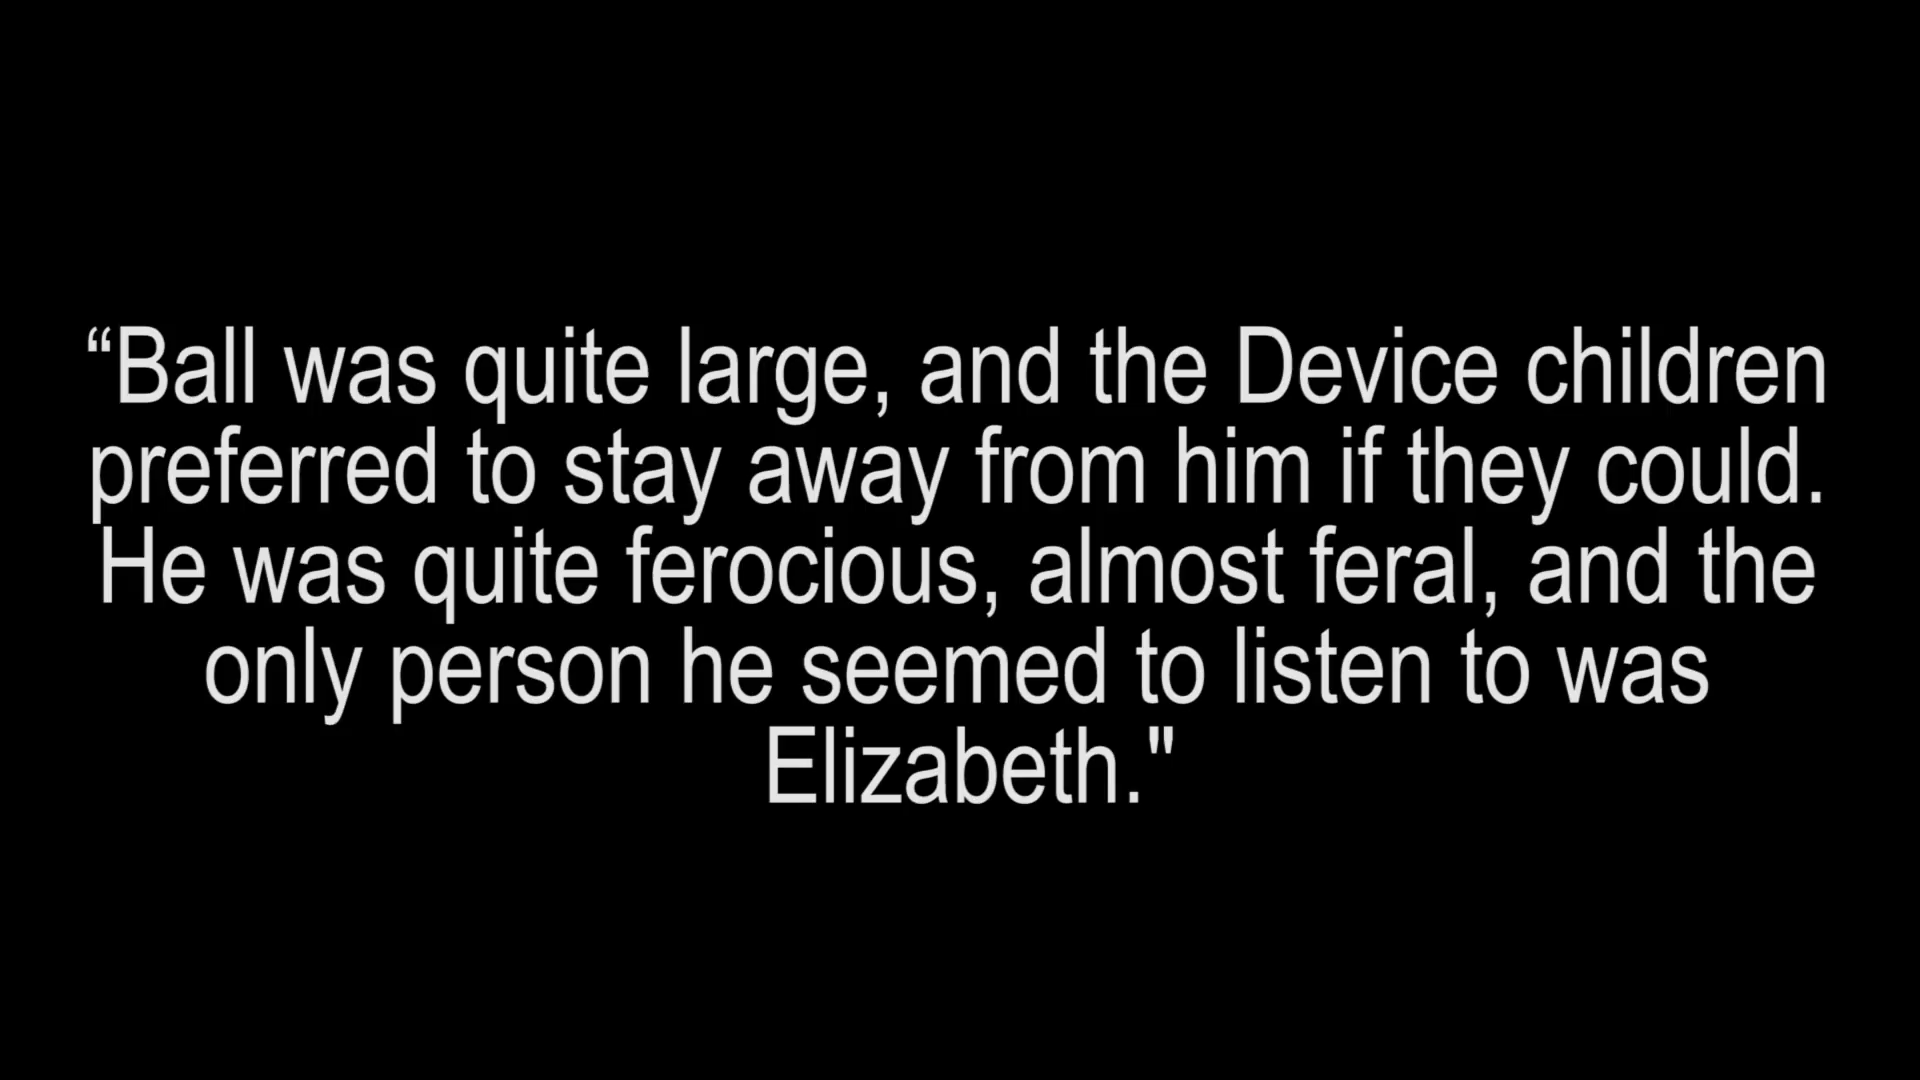 “Ball was quite large, and the Device children
preferred to stay away from him if they could.
He was quite ferocious, almost feral, and the
only person he seemed to listen to was
Elizabeth."